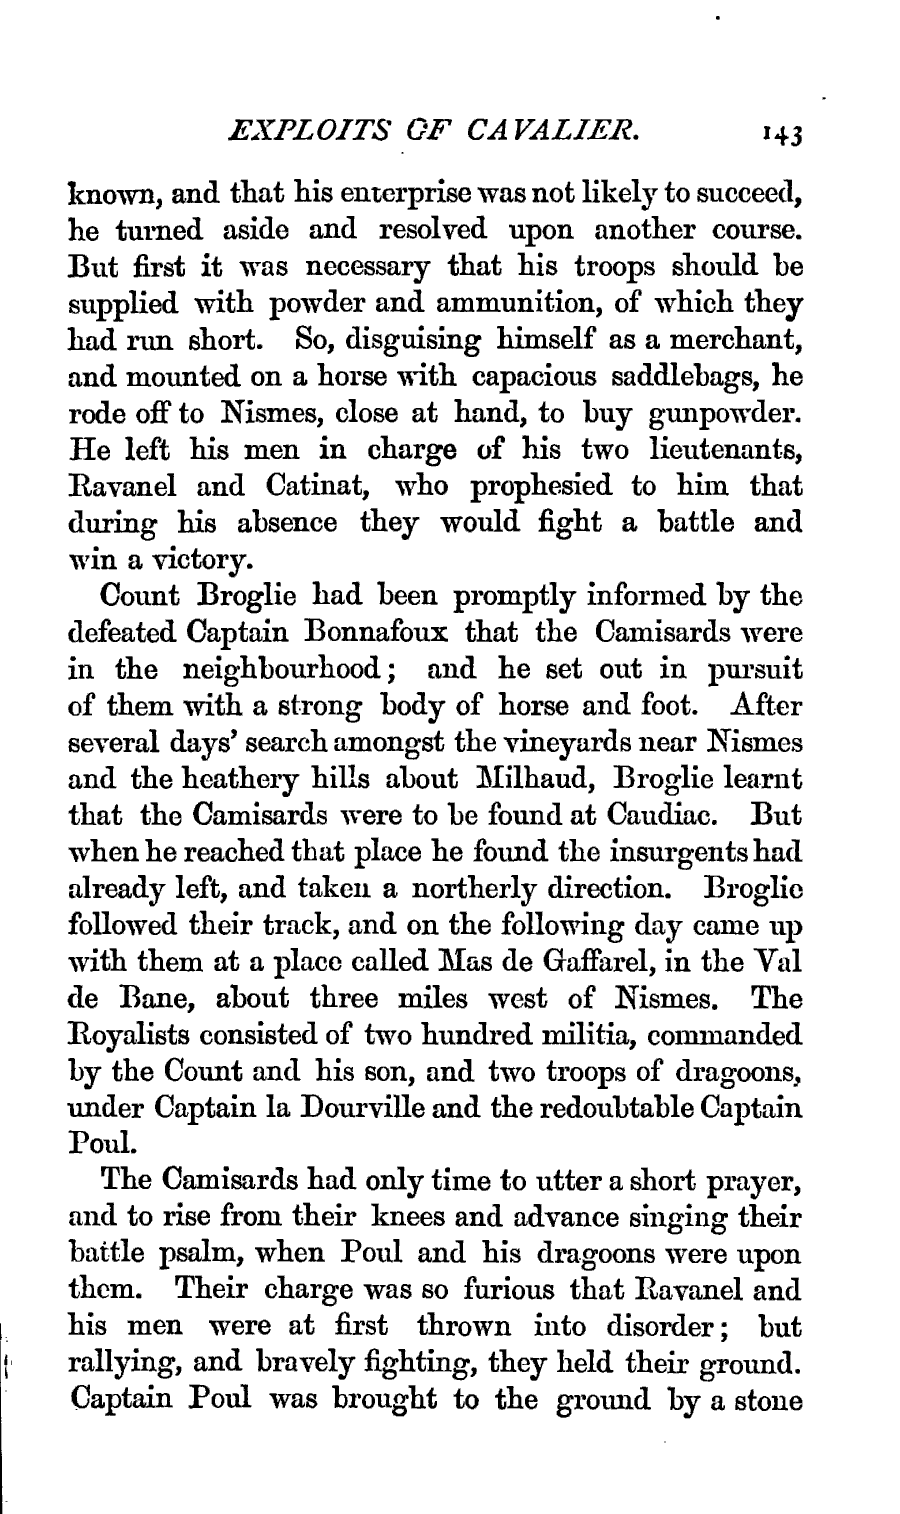 EXPLOITS OF CAVALIER. 143
known, and that his enterprise was not likely to succeed,
he turned aside and resolved upon another course.
But first it was necessary that his troops should be
supplied with powder and ammunition, of which they
had run short. So, disguising himself as a merchant,
and mounted on a horse with capacious saddlebags, he
rode off to Nismes, close at hand, to buy gunpowder.
He left his men in charge of his two lieutenants,
Ravanel and Catinat, who prophesied to him that
during his absence they would fight a battle and
win a victory.
Count Broglie had been promptly informed by the
defeated Captain Bonnafoux that the Camisards were
in the neighbourhood; and he set out in pursuit
of them with a strong body of horse and foot. After
several days' search amongst the vineyards near Nismes
and the heathery hills about Milhaud, Broglie learnt
that the Camisards were to be found at Caudiac. But
when he reached that place he found the insurgents had
already left, and taken a northerly direction. Broglie
followed their track, and on the following day came up
with them at a place called Mas de Gaffarel, in the Val
de Bane, about three miles west of Nismes. The
Royalists consisted of two hundred militia, commanded
by the Count and his son, and two troops of dragoons,
under Captain la Dourville and the redoubtable Captain
Poul.
The Camisards had only time to utter a short prayer,
and to rise from their knees and advance singing their
battle psalm, when Poul and his dragoons were upon
them. Their charge was so furious that Ravanel and
his men were at first thrown into disorder; but
rallying, and bravely fighting, they held their ground.
Captain Poul was brought to the ground by a stone